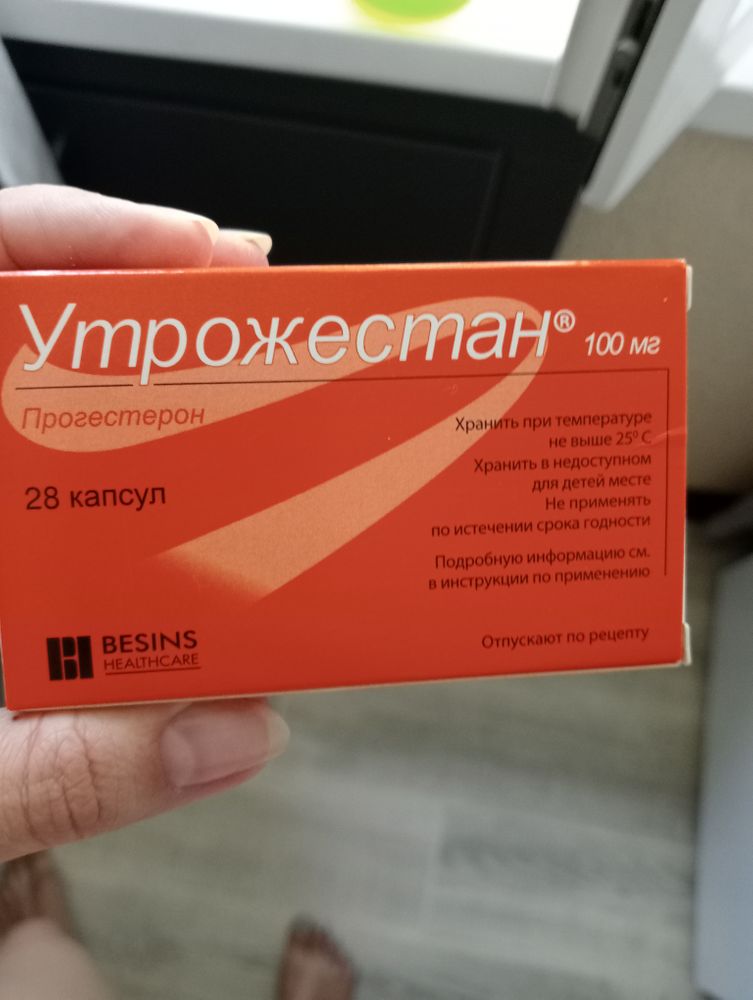 Утрожестан® 100 мг
Прогестерон
28 капсул
Хранить при температуре
не выше 25⁰ С
Хранить в недоступном
для детей месте
Не применять
по истечении срока годности
Подробную информацию см.
в инструкции по применению
BESINS
HEALTHCARE
Отпускают по рецепту